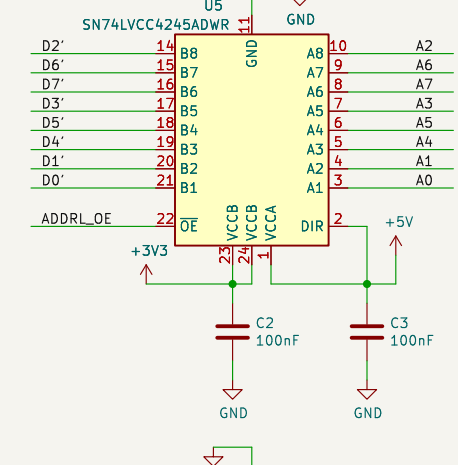 U5
SN74LVCC4245ADWR
11
GND
GND
D2' 14 B8 A8 10 A2
D6' 15 B7 A7 9 A6
D7' 16 B6 A6 8 A7
D3' 17 B5 A5 7 A3
D5' 18 B4 A4 6 A5
D4' 19 B3 A3 5 A4
D1' 20 B2 A2 4 A1
D0' 21 B1 A1 3 A0
ADDRL_OE 22 OE DIR 2
VCCB VCCB VCCA
23 24 1
+3V3
+5V
C2
100nF
C3
100nF
GND
GND